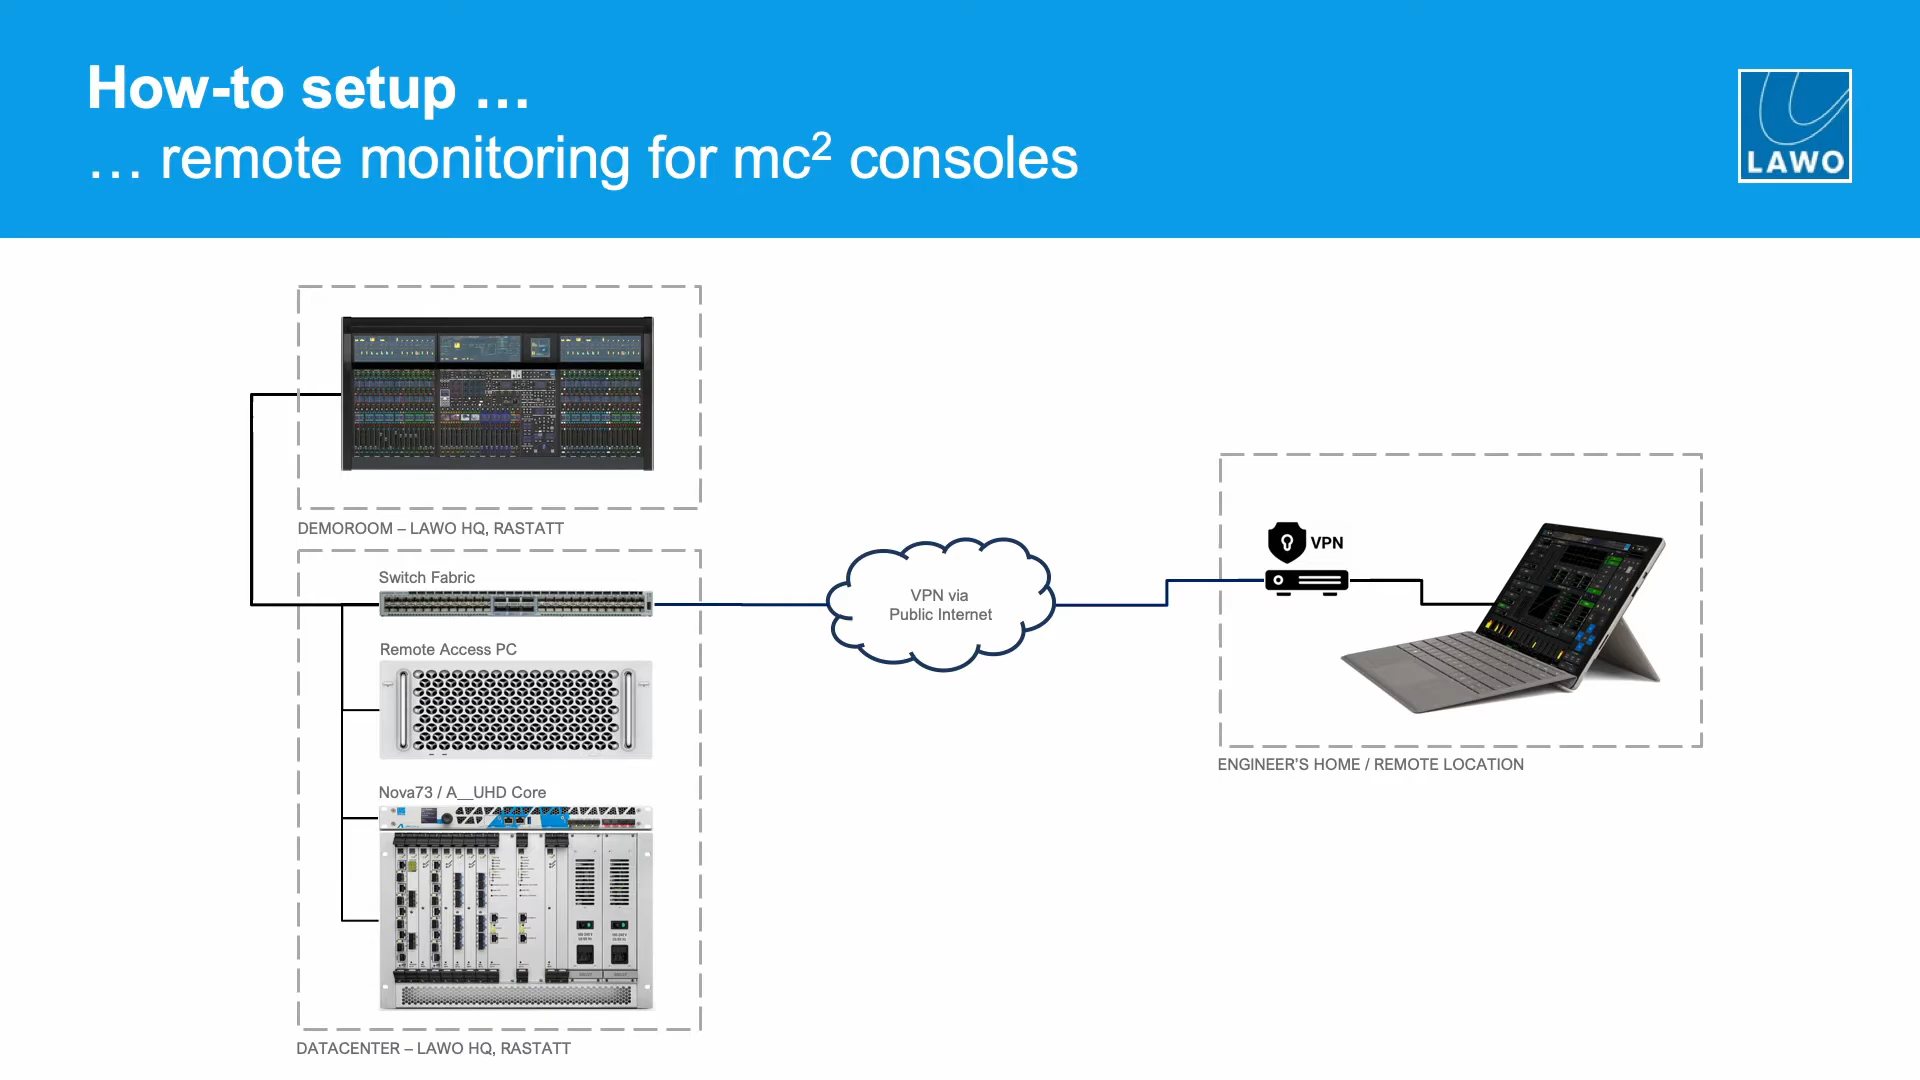 How-to setup …
… remote monitoring for mc² consoles
LAWO
DEMOROOM – LAWO HQ, RASTATT
Switch Fabric
Remote Access PC
Nova73 / A__UHD Core
DATACENTER – LAWO HQ, RASTATT
VPN via
Public Internet
VPN
ENGINEER'S HOME / REMOTE LOCATION